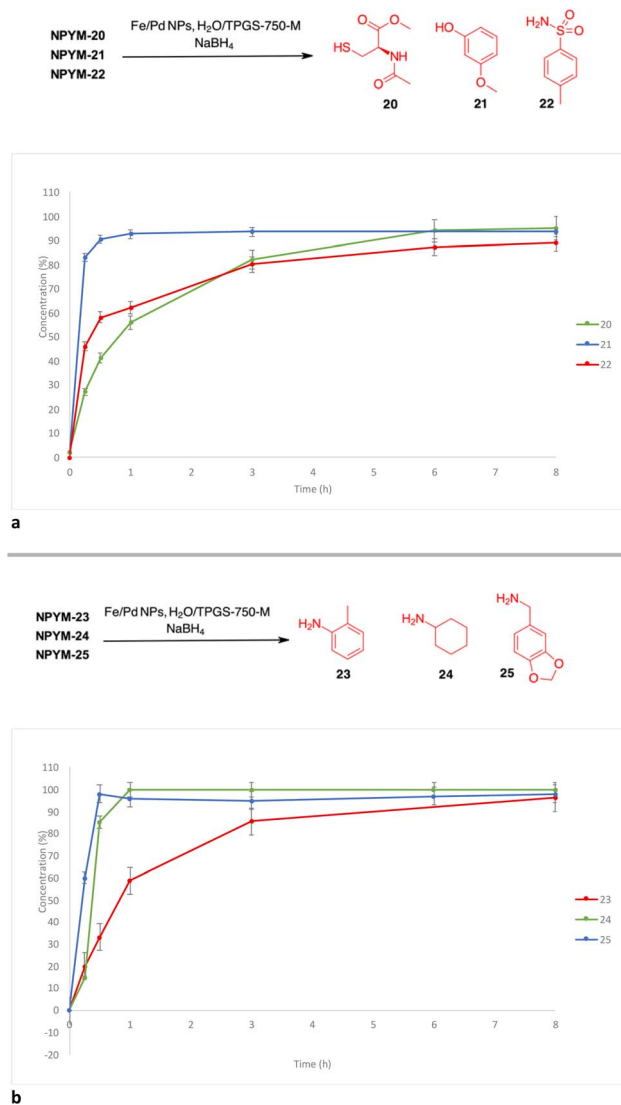 NPYM-20
NPYM-21
NPYM-22
Fe/Pd NPs, H₂O/TPGS-750-M
NaBH₄
O
O
HS
NH
O
20
HO
O
21
H₂N
S
O
O
22
Concentration (%)
110
100
90
80
70
60
50
40
30
20
10
0
0 1 2 3 4 5 6 7 8
Time (h)
20
21
22
a
NPYM-23
NPYM-24
NPYM-25
Fe/Pd NPs, H₂O/TPGS-750-M
NaBH₄
H₂N
23
H₂N
24
H₂N
O
O
25
Concentration (%)
110
100
90
80
70
60
50
40
30
20
10
0
-10
-20
0 1 2 3 4 5 6 7 8
Time (h)
23
24
25
b